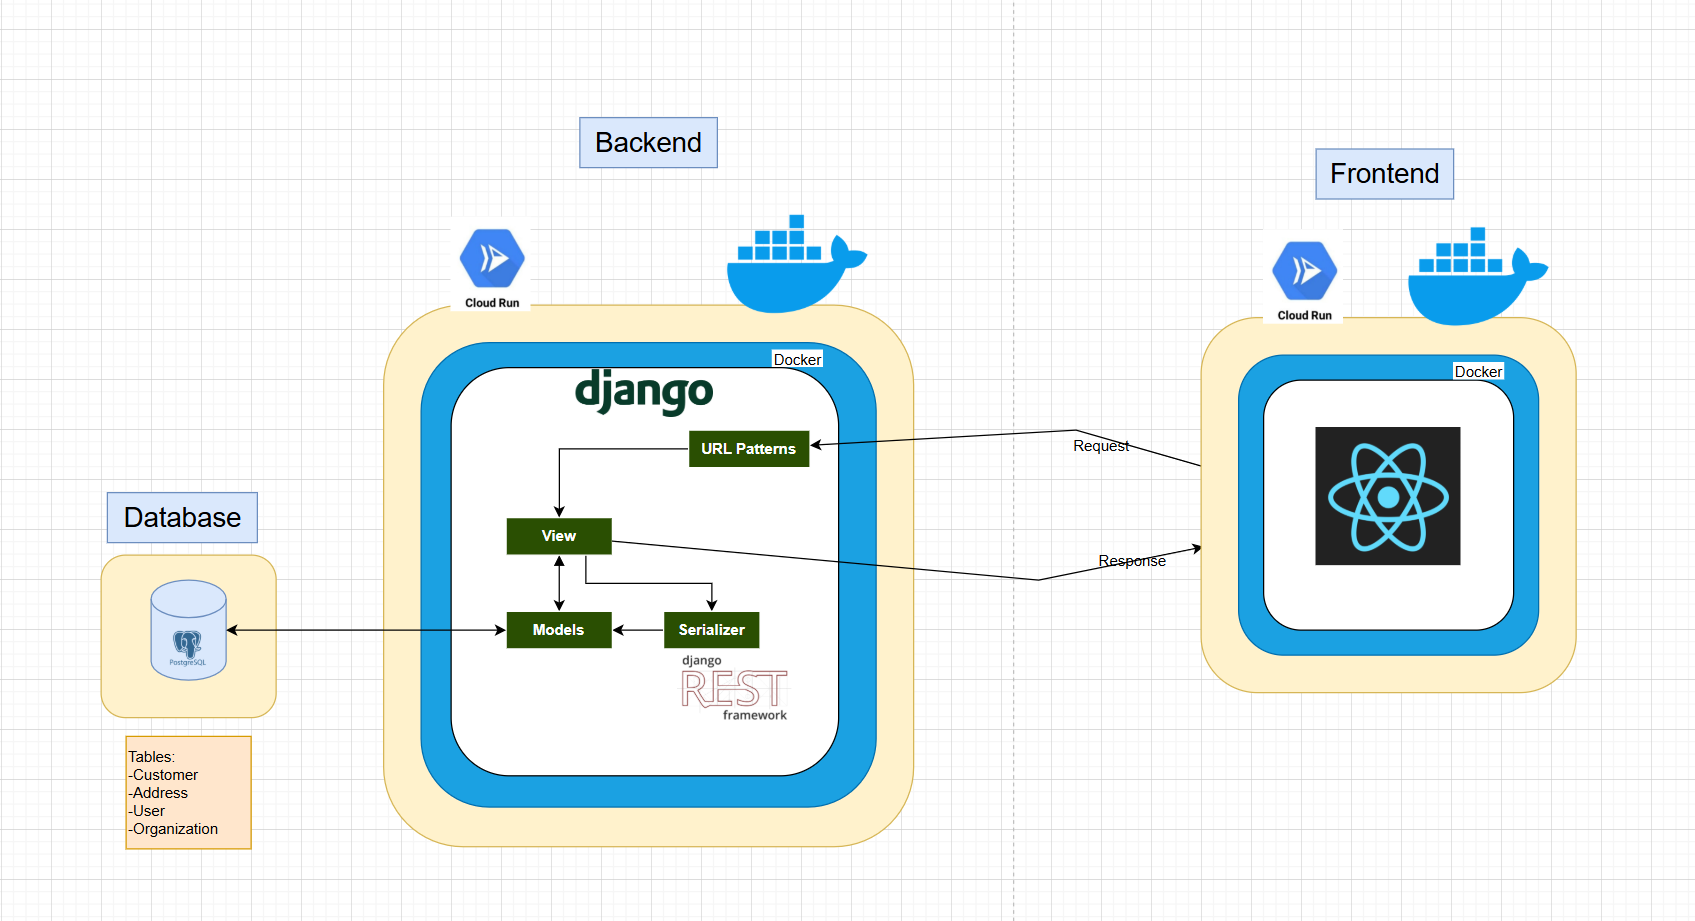 Backend
Frontend
Cloud Run
Cloud Run
Docker
Docker
django
URL Patterns
Request
Database
View
Response
Models
Serializer
PostgreSQL
django
REST
framework
Tables:
-Customer
-Address
-User
-Organization